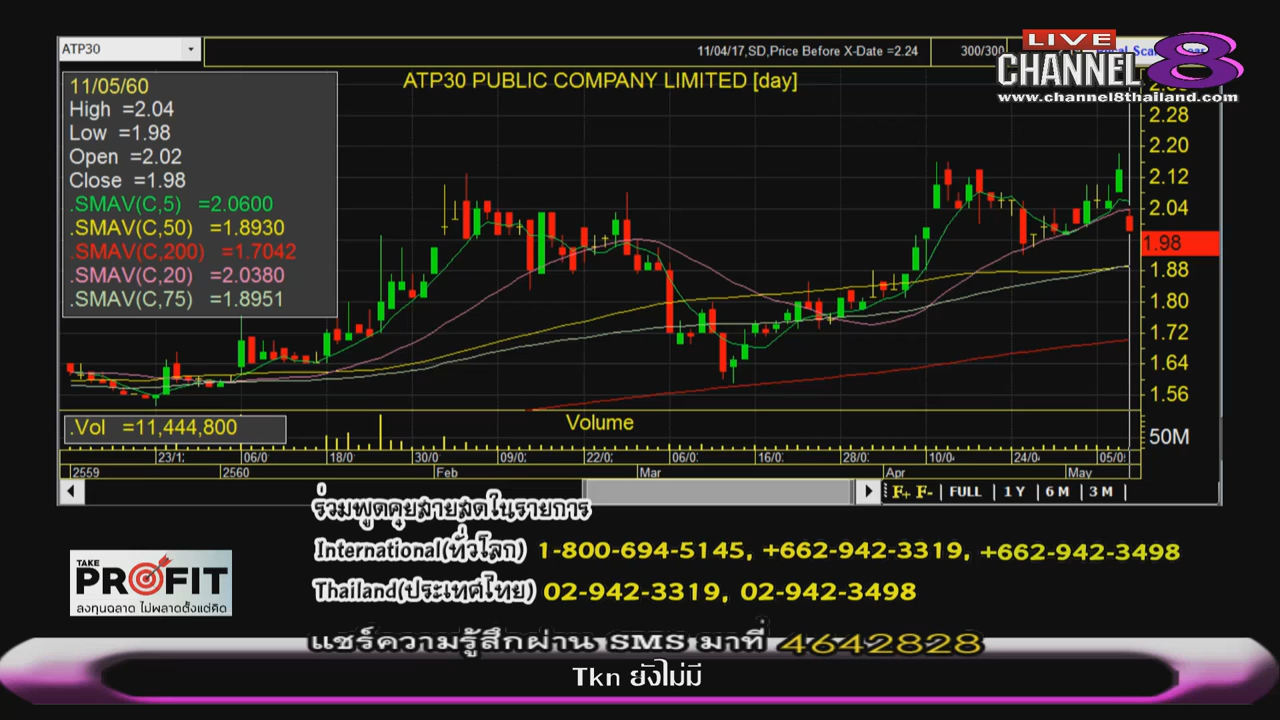 ATP30
11/04/17,SD,Price Before X-Date =2.24
300/300
LIVE
CHANNEL 8
www.channel8thailand.com
ATP30 PUBLIC COMPANY LIMITED [day]
11/05/60
High =2.04
Low =1.98
Open =2.02
Close =1.98
.SMAV(C,5) =2.0600
.SMAV(C,50) =1.8930
.SMAV(C,200) =1.7042
.SMAV(C,20) =2.0380
.SMAV(C,75) =1.8951
2.28
2.20
2.12
2.04
1.98
1.88
1.80
1.72
1.64
1.56
.Vol =11,444,800
Volume
50M
23/1: 06/0 18/0 30/0 09/0: 22/0: 06/0: 16/0: 28/0: 10/0 24/0 05/0
2559 2560 Feb Mar Apr May
F+ F- FULL 1 Y 6 M 3 M
0
ร่วมพูดคุยสายสดในรายการ
International(ทั่วโลก) 1-800-694-5145, +662-942-3319, +662-942-3498
Thailand(ประเทศไทย) 02-942-3319, 02-942-3498
TAKE
PROFIT
ลงทุนฉลาด ไม่พลาดตั้งแต่คิด
แชร์ความรู้สึกผ่าน SMS มาที่ 4642828
Tkn ยังไม่มี